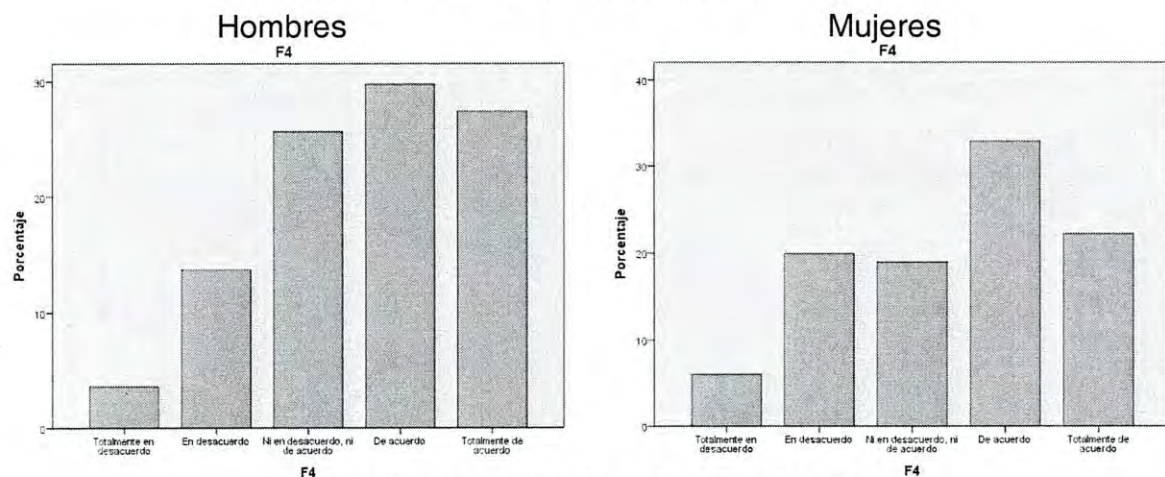 Hombres
F4
Porcentaje
30
20
10
0
Totalmente en
desacuerdo
En desacuerdo
Ni en desacuerdo, ni
de acuerdo
De acuerdo
Totalmente de
acuerdo
F4
Mujeres
F4
Porcentaje
40
30
20
10
0
Totalmente en
desacuerdo
En desacuerdo
Ni en desacuerdo, ni
de acuerdo
De acuerdo
Totalmente de
acuerdo
F4